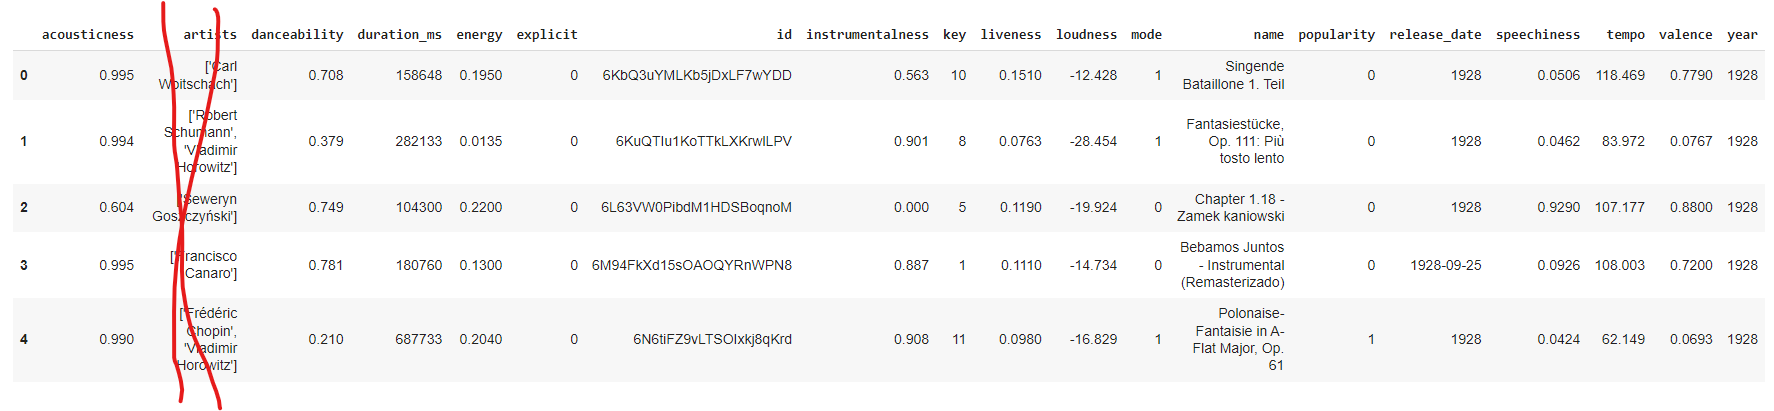 acousticness artists danceability duration_ms energy explicit id instrumentalness key liveness loudness mode name popularity release_date speechiness tempo valence year
0 0.995 ['Carl Woitschach'] 0.708 158648 0.1950 0 6KbQ3uYMLKb5jDxLF7wYDD 0.563 10 0.1510 -12.428 1 Singende Bataillone 1. Teil 0 1928 0.0506 118.469 0.7790 1928
1 0.994 ['Robert Schumann', 'Vladimir Horowitz'] 0.379 282133 0.0135 0 6KuQTIu1KoTTkLXKrwlLPV 0.901 8 0.0763 -28.454 1 Fantasiestücke, Op. 111: Più tosto lento 0 1928 0.0462 83.972 0.0767 1928
2 0.604 ['Seweryn Goszczyński'] 0.749 104300 0.2200 0 6L63VW0PibdM1HDSBoqnoM 0.000 5 0.1190 -19.924 0 Chapter 1.18 - Zamek kaniowski 0 1928 0.9290 107.177 0.8800 1928
3 0.995 ['Francisco Canaro'] 0.781 180760 0.1300 0 6M94FkXd15sOAOQYRnWPN8 0.887 1 0.1110 -14.734 0 Bebamos Juntos - Instrumental (Remasterizado) 0 1928-09-25 0.0926 108.003 0.7200 1928
4 0.990 ['Frédéric Chopin', 'Vladimir Horowitz'] 0.210 687733 0.2040 0 6N6tiFZ9vLTSOIxkj8qKrd 0.908 11 0.0980 -16.829 1 Polonaise-Fantaisie in A-Flat Major, Op. 61 1 1928 0.0424 62.149 0.0693 1928